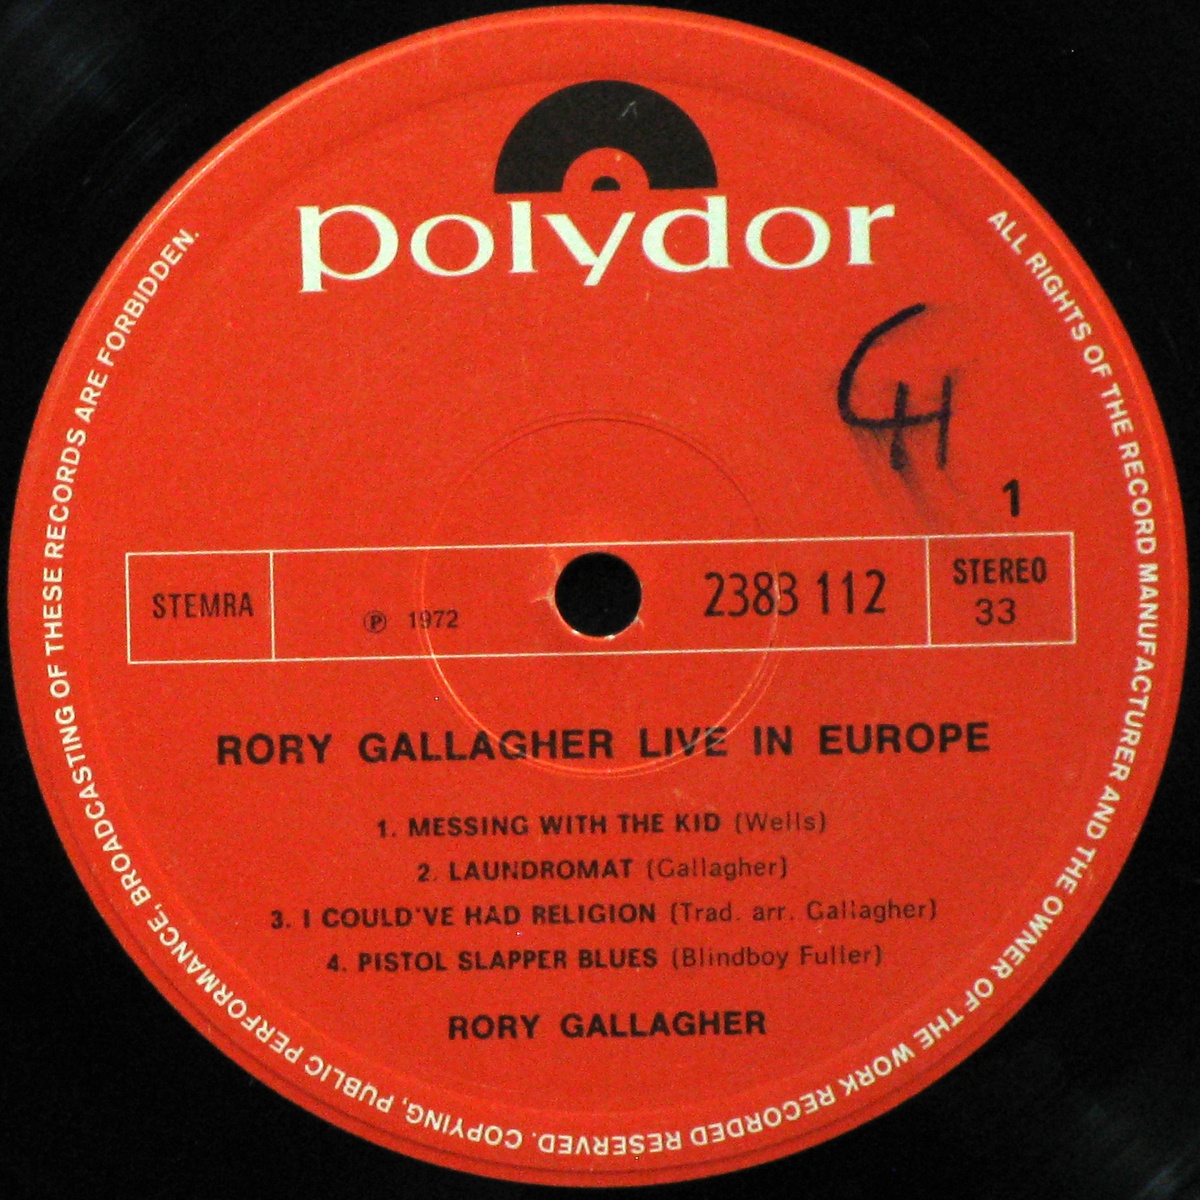 polydor
GH
1
STEMRA
℗ 1972
2383 112
STEREO
33
RORY GALLAGHER LIVE IN EUROPE
1. MESSING WITH THE KID (Wells)
2. LAUNDROMAT (Gallagher)
3. I COULD'VE HAD RELIGION (Trad. arr. Gallagher)
4. PISTOL SLAPPER BLUES (Blindboy Fuller)
RORY GALLAGHER
ALL RIGHTS OF THE RECORD MANUFACTURER AND THE OWNER OF THE WORK RECORDED RESERVED. COPYING, PUBLIC PERFORMANCE, BROADCASTING OF THESE RECORDS ARE FORBIDDEN.